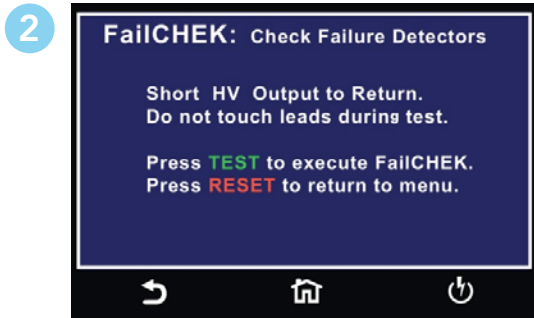 2
FailCHEK: Check Failure Detectors
Short HV Output to Return.
Do not touch leads during test.
Press TEST to execute FailCHEK.
Press RESET to return to menu.